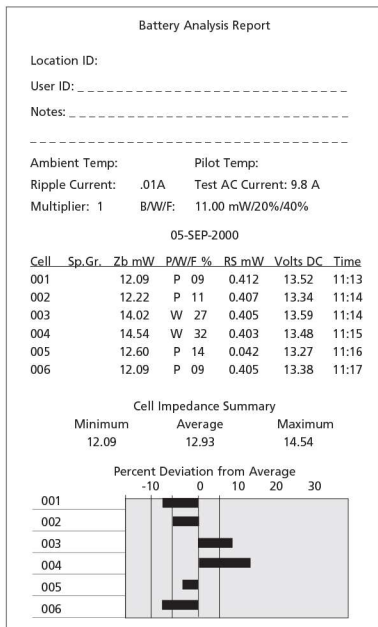 Battery Analysis Report
Location ID:
User ID: _ _ _ _ _ _ _ _ _ _ _ _ _ _ _ _ _ _ _ _ _ _ _ _ _ _ _ _
Notes: _ _ _ _ _ _ _ _ _ _ _ _ _ _ _ _ _ _ _ _ _ _ _ _ _ _ _ _ _
_ _ _ _ _ _ _ _ _ _ _ _ _ _ _ _ _ _ _ _ _ _ _ _ _ _ _ _ _ _ _ _ _
Ambient Temp: Pilot Temp:
Ripple Current: .01A Test AC Current: 9.8 A
Multiplier: 1 B/W/F: 11.00 mW/20%/40%
05-SEP-2000
Cell Sp.Gr. Zb mW P/W/F % RS mW Volts DC Time
001 12.09 P 09 0.412 13.52 11:13
002 12.22 P 11 0.407 13.34 11:14
003 14.02 W 27 0.405 13.59 11:14
004 14.54 W 32 0.403 13.48 11:15
005 12.60 P 14 0.042 13.27 11:16
006 12.09 P 09 0.405 13.38 11:17
Cell Impedance Summary
Minimum Average Maximum
12.09 12.93 14.54
Percent Deviation from Average
-10 0 10 20 30
001
002
003
004
005
006